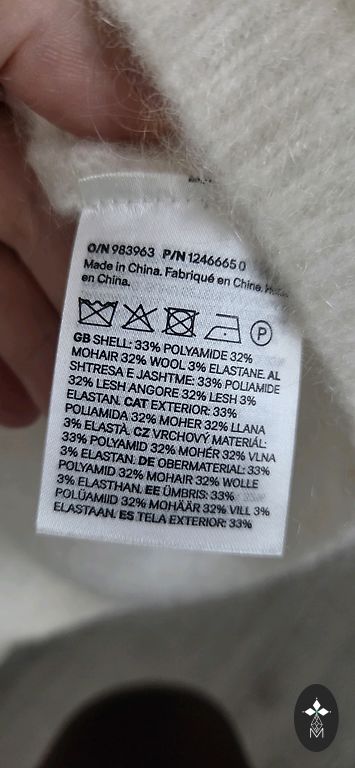 O/N 983963 P/N 1246665 0
Made in China. Fabriqué en Chine.
en China.
P
GB SHELL: 33% POLYAMIDE 32%
MOHAIR 32% WOOL 3% ELASTANE. AL
SHTRESA E JASHTME: 33% POLIAMIDE
32% LESH ANGORE 32% LESH 3%
ELASTAN. CAT EXTERIOR: 33%
POLIAMIDA 32% MOHER 32% LLANA
3% ELASTÀ. CZ VRCHOVÝ MATERIÁL:
33% POLYAMID 32% MOHÉR 32% VLNA
3% ELASTAN. DE OBERMATERIAL: 33%
POLYAMID 32% MOHAIR 32% WOLLE
3% ELASTHAN. EE ÜMBRIS: 33%
POLÜAMIID 32% MOHÄÄR 32% VILL 3%
ELASTAAN. ES TELA EXTERIOR: 33%
M